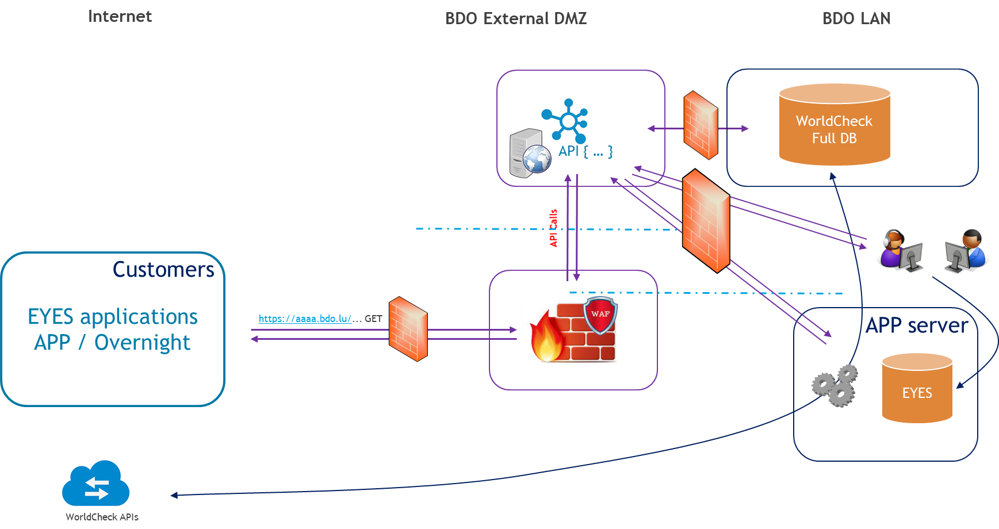 Internet
BDO External DMZ
BDO LAN
WorldCheck
Full DB
API { ... }
API Calls
Customers
EYES applications
APP / Overnight
https://aaaa.bdo.lu/... GET
WAF
APP server
EYES
WorldCheck APIs